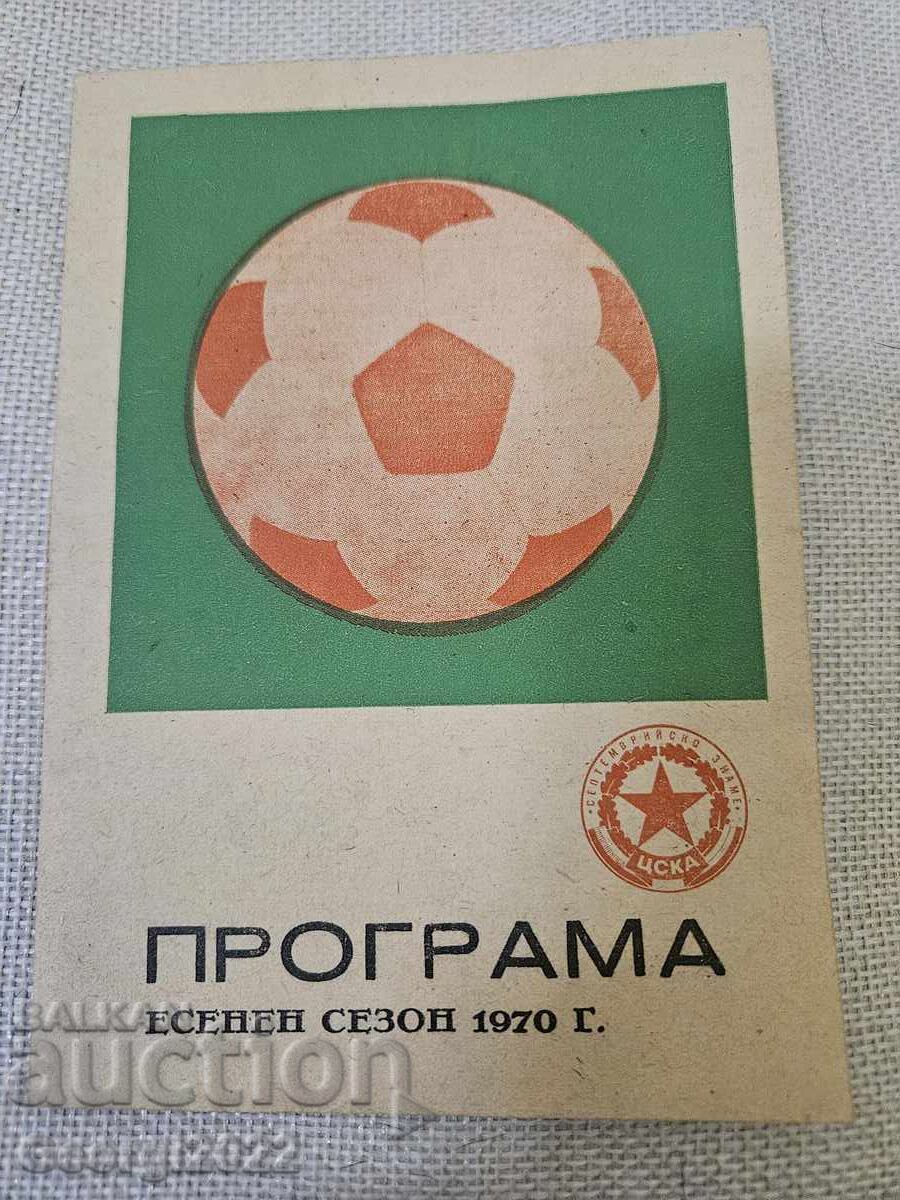 •СЕПТЕМВРИЙСКО ЗНАМЕ•
ЦСКА
ПРОГРАМА
ЕСЕНЕН СЕЗОН 1970 Г.
BALKAN
auction
Georgi2022